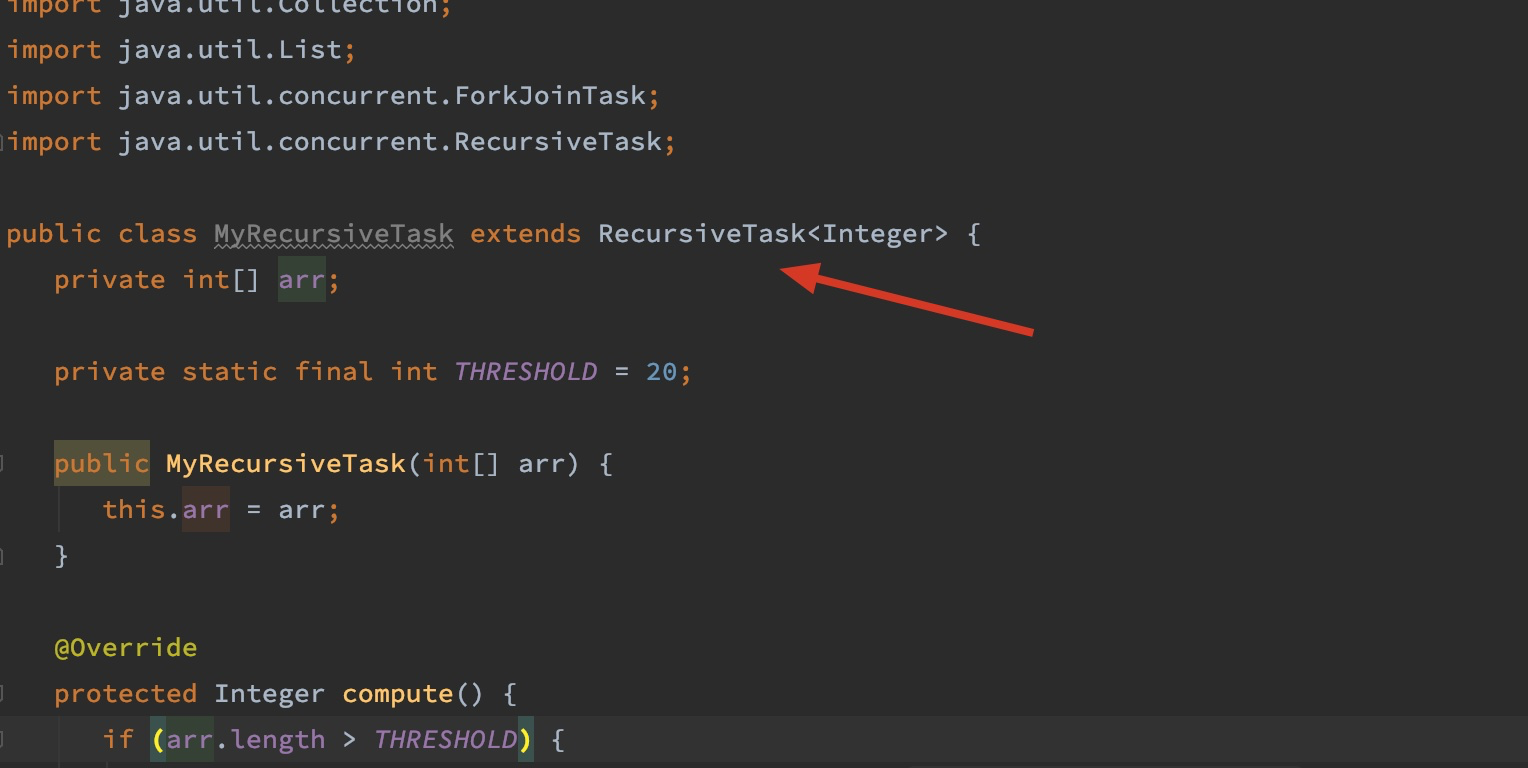 import java.util.Collection;
import java.util.List;
import java.util.concurrent.ForkJoinTask;
import java.util.concurrent.RecursiveTask;
public class MyRecursiveTask extends RecursiveTask<Integer> {
private int[] arr;
private static final int THRESHOLD = 20;
public MyRecursiveTask(int[] arr) {
this.arr = arr;
}
@Override
protected Integer compute() {
if (arr.length > THRESHOLD) {